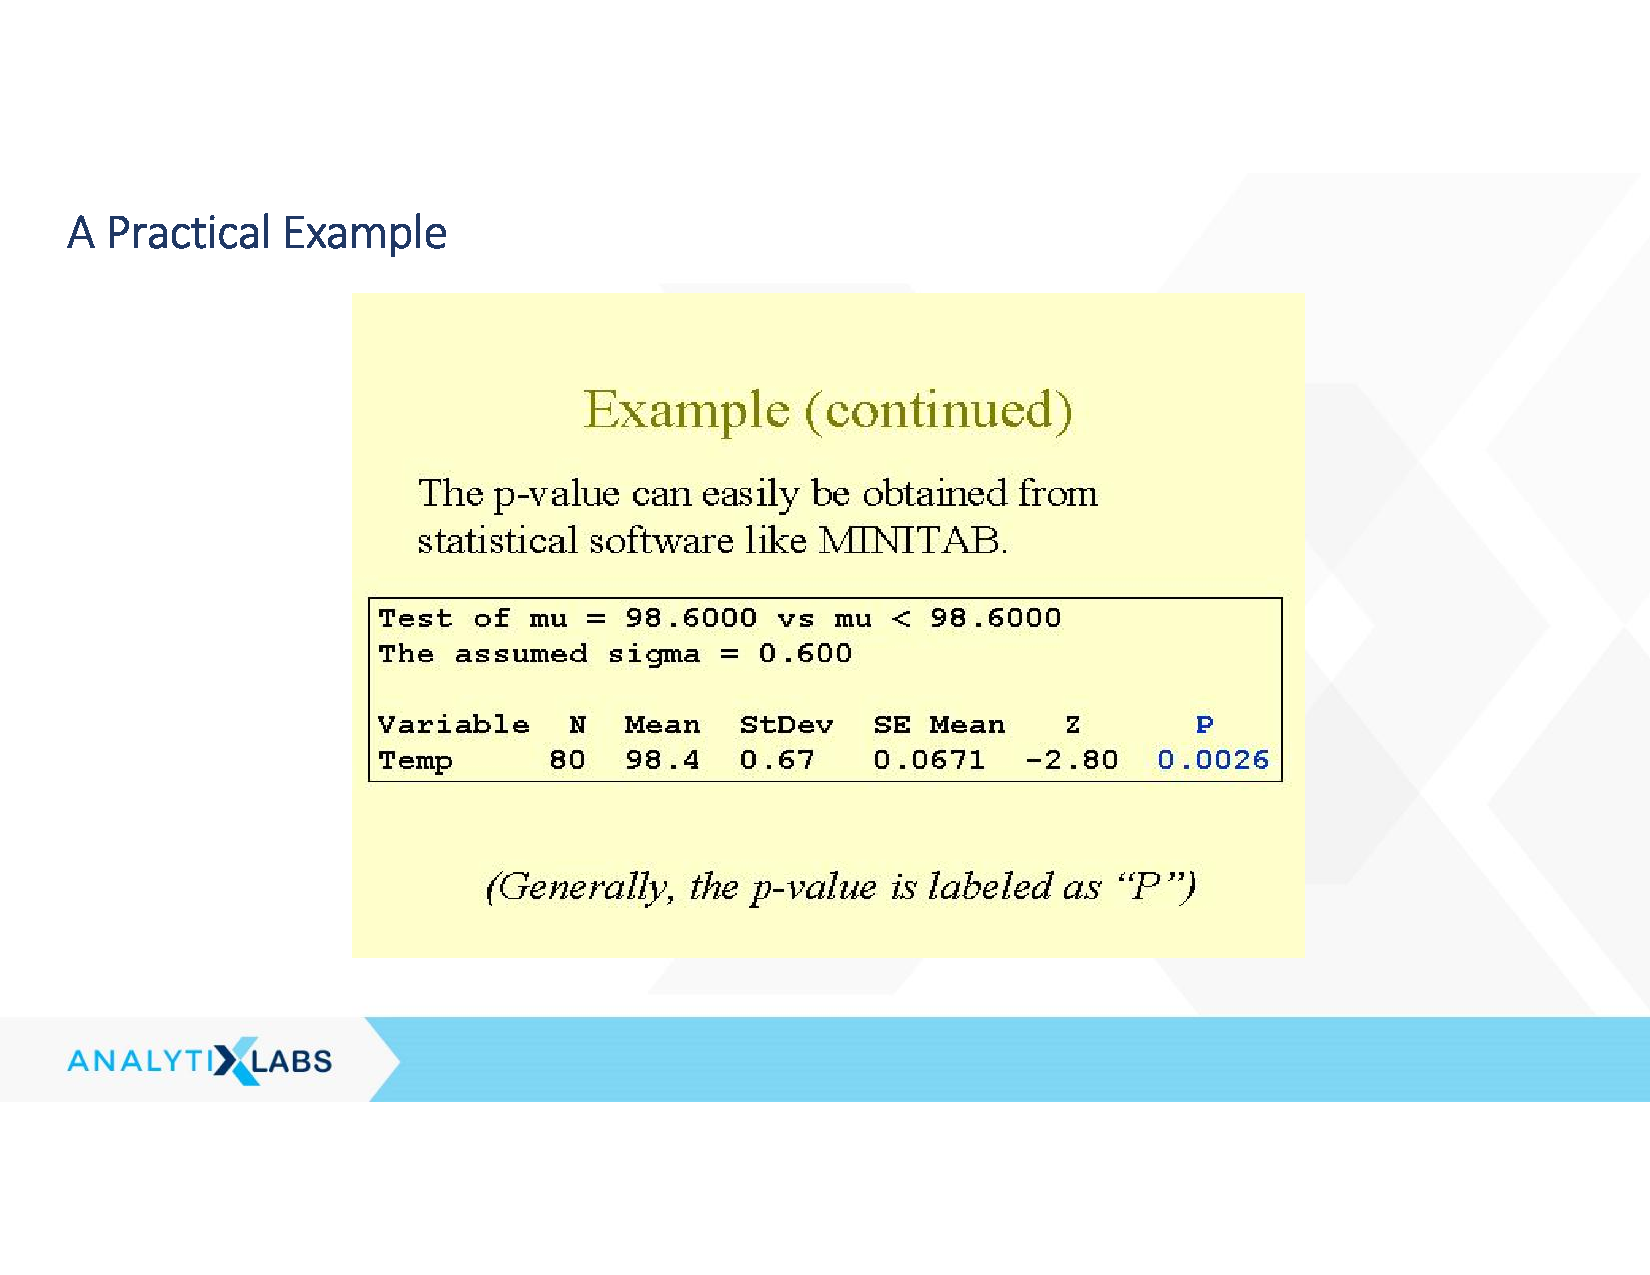 A Practical Example
Example (continued)
The p-value can easily be obtained from
statistical software like MINITAB.
Test of mu = 98.6000 vs mu < 98.6000
The assumed sigma = 0.600
Variable N Mean StDev SE Mean Z P
Temp 80 98.4 0.67 0.0671 -2.80 0.0026
(Generally, the p-value is labeled as “P”)
ANALYTIXLABS